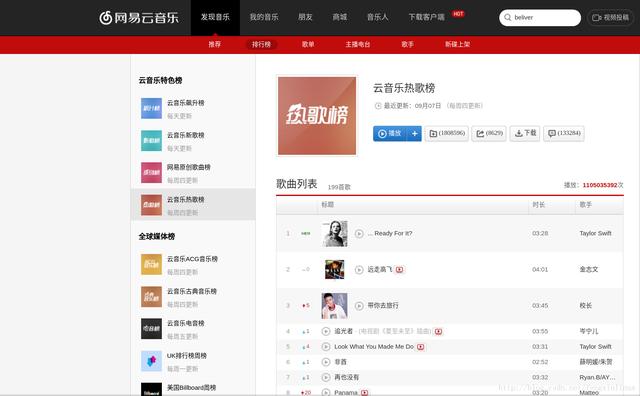 网易云音乐
发现音乐 我的音乐 朋友 商城 音乐人 下载客户端 HOT beliver 视频投稿
推荐 排行榜 歌单 主播电台 歌手 新碟上架
云音乐特色榜
云音乐飙升榜
每天更新
云音乐新歌榜
每天更新
网易原创歌曲榜
每周四更新
云音乐热歌榜
每周四更新
全球媒体榜
云音乐ACG音乐榜
每周四更新
云音乐古典音乐榜
每周四更新
云音乐电音榜
每周五更新
UK排行榜周榜
每周一更新
美国Billboard周榜
热歌榜
云音乐热歌榜
最近更新：09月07日 （每周四更新）
播放 + (1808596) (8629) 下载 (133284)
歌曲列表 199首歌 播放：1105035392次
标题 时长 歌手
1 NEW ... Ready For It? 03:28 Taylor Swift
2 0 远走高飞 04:01 金志文
3 5 带你去旅行 03:45 校长
4 1 追光者 - (电视剧《夏至未至》插曲) 03:55 岑宁儿
5 4 Look What You Made Me Do 03:31 Taylor Swift
6 1 非酋 02:52 薛明媛/朱贺
7 1 再也没有 03:32 Ryan.B/AY...
8 20 Panama 03:20 Matteo